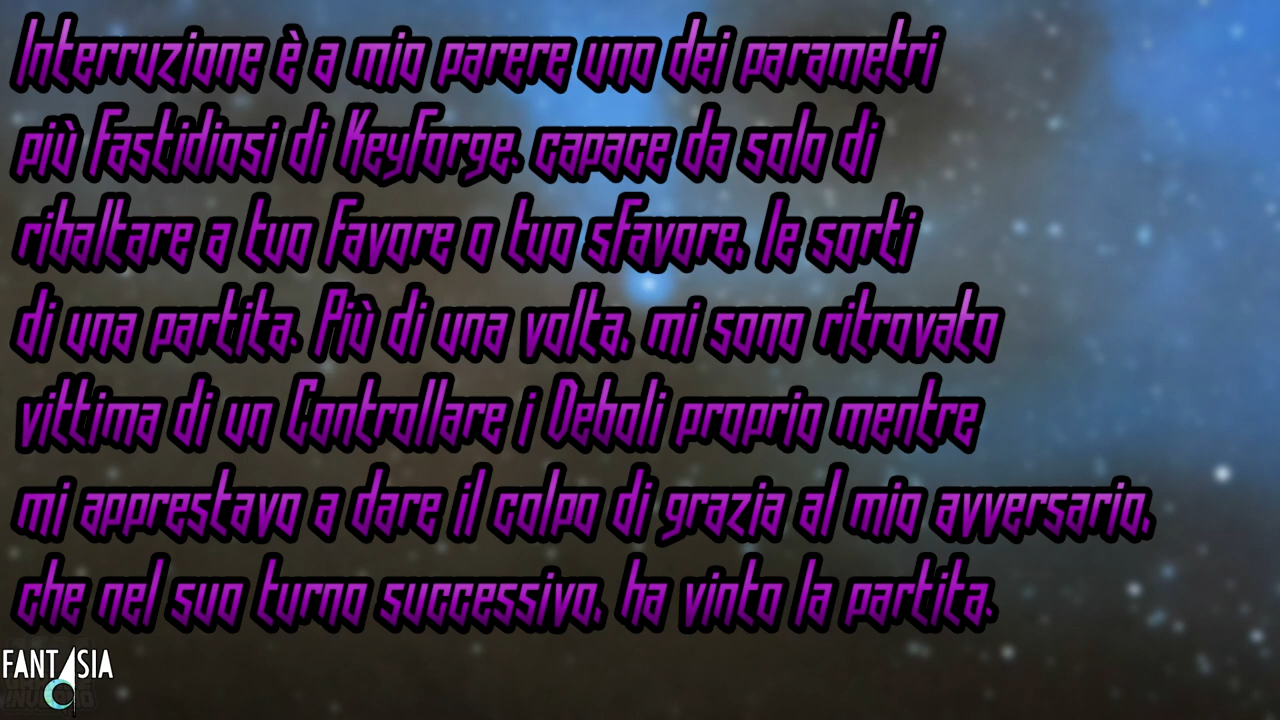 Interruzione è a mio parere uno dei parametri
più fastidiosi di KeyForge, capace da solo di
ribaltare a tuo favore o tuo sfavore, le sorti
di una partita. Più di una volta, mi sono ritrovato
vittima di un Controllare i Deboli proprio mentre
mi apprestavo a dare il colpo di grazia al mio avversario,
che nel suo turno successivo, ha vinto la partita.
FANTASIA